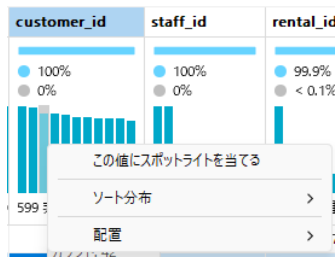 customer_id staff_id rental_id
100% 100% 99.9%
0% 0% < 0.1%
この値にスポットライトを当てる
ソート分布
599
配置